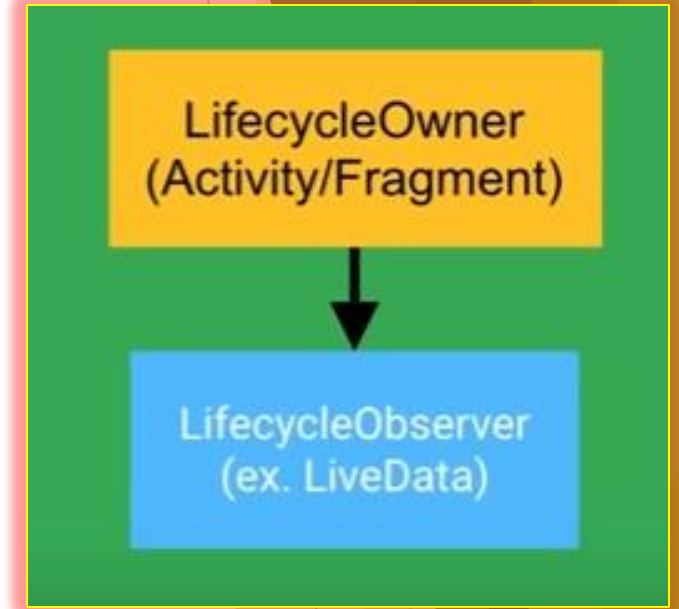 LifecycleOwner
(Activity/Fragment)
LifecycleObserver
(ex. LiveData)